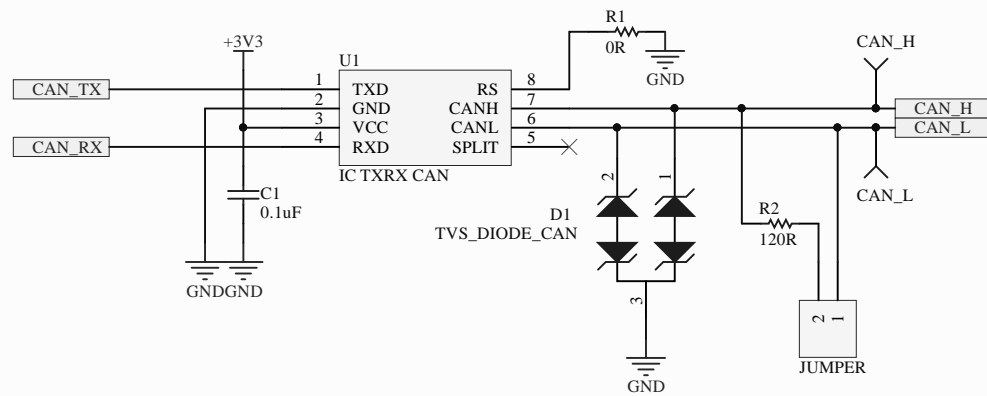 R1
0R
GND
CAN_H
+3V3
U1
CAN_TX
1 TXD RS 8
2 GND CANH 7
CAN_H
3 VCC CANL 6
CAN_L
CAN_RX
4 RXD SPLIT 5
IC TXRX CAN
2
1
CAN_L
C1
0.1uF
D1
TVS_DIODE_CAN
R2
120R
GND
GND
3
2
1
JUMPER
GND